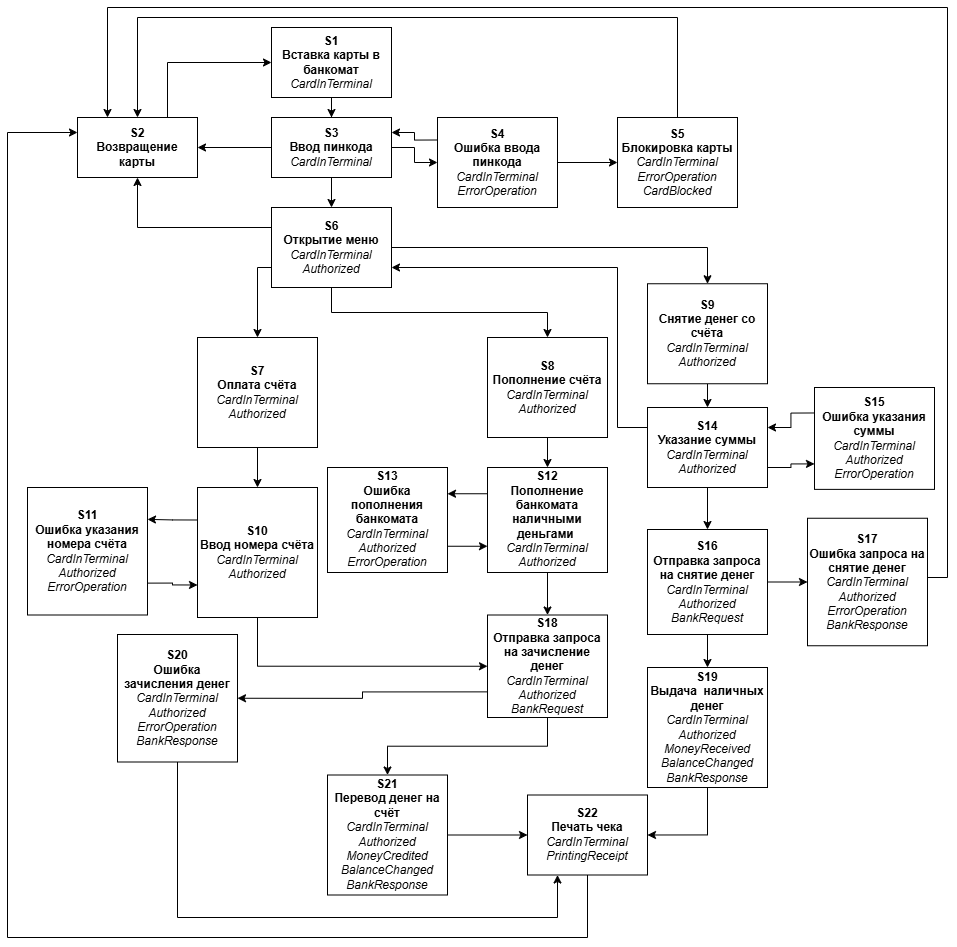 S1
Вставка карты в
банкомат
CardInTerminal
S2
Возвращение
карты
S3
Ввод пинкода
CardInTerminal
S4
Ошибка ввода
пинкода
CardInTerminal
ErrorOperation
S5
Блокировка карты
CardInTerminal
ErrorOperation
CardBlocked
S6
Открытие меню
CardInTerminal
Authorized
S7
Оплата счёта
CardInTerminal
Authorized
S8
Пополнение счёта
CardInTerminal
Authorized
S9
Снятие денег со
счёта
CardInTerminal
Authorized
S10
Ввод номера счёта
CardInTerminal
Authorized
S11
Ошибка указания
номера счёта
CardInTerminal
Authorized
ErrorOperation
S12
Пополнение
банкомата
наличными
деньгами
CardInTerminal
Authorized
S13
Ошибка
пополнения
банкомата
CardInTerminal
Authorized
ErrorOperation
S14
Указание суммы
CardInTerminal
Authorized
S15
Ошибка указания
суммы
CardInTerminal
Authorized
ErrorOperation
S16
Отправка запроса
на снятие денег
CardInTerminal
Authorized
BankRequest
S17
Ошибка запроса на
снятие денег
CardInTerminal
Authorized
ErrorOperation
BankResponse
S18
Отправка запроса
на зачисление
денег
CardInTerminal
Authorized
BankRequest
S19
Выдача наличных
денег
CardInTerminal
Authorized
MoneyReceived
BalanceChanged
BankResponse
S20
Ошибка
зачисления денег
CardInTerminal
Authorized
ErrorOperation
BankResponse
S21
Перевод денег на
счёт
CardInTerminal
Authorized
MoneyCredited
BalanceChanged
BankResponse
S22
Печать чека
CardInTerminal
PrintingReceipt